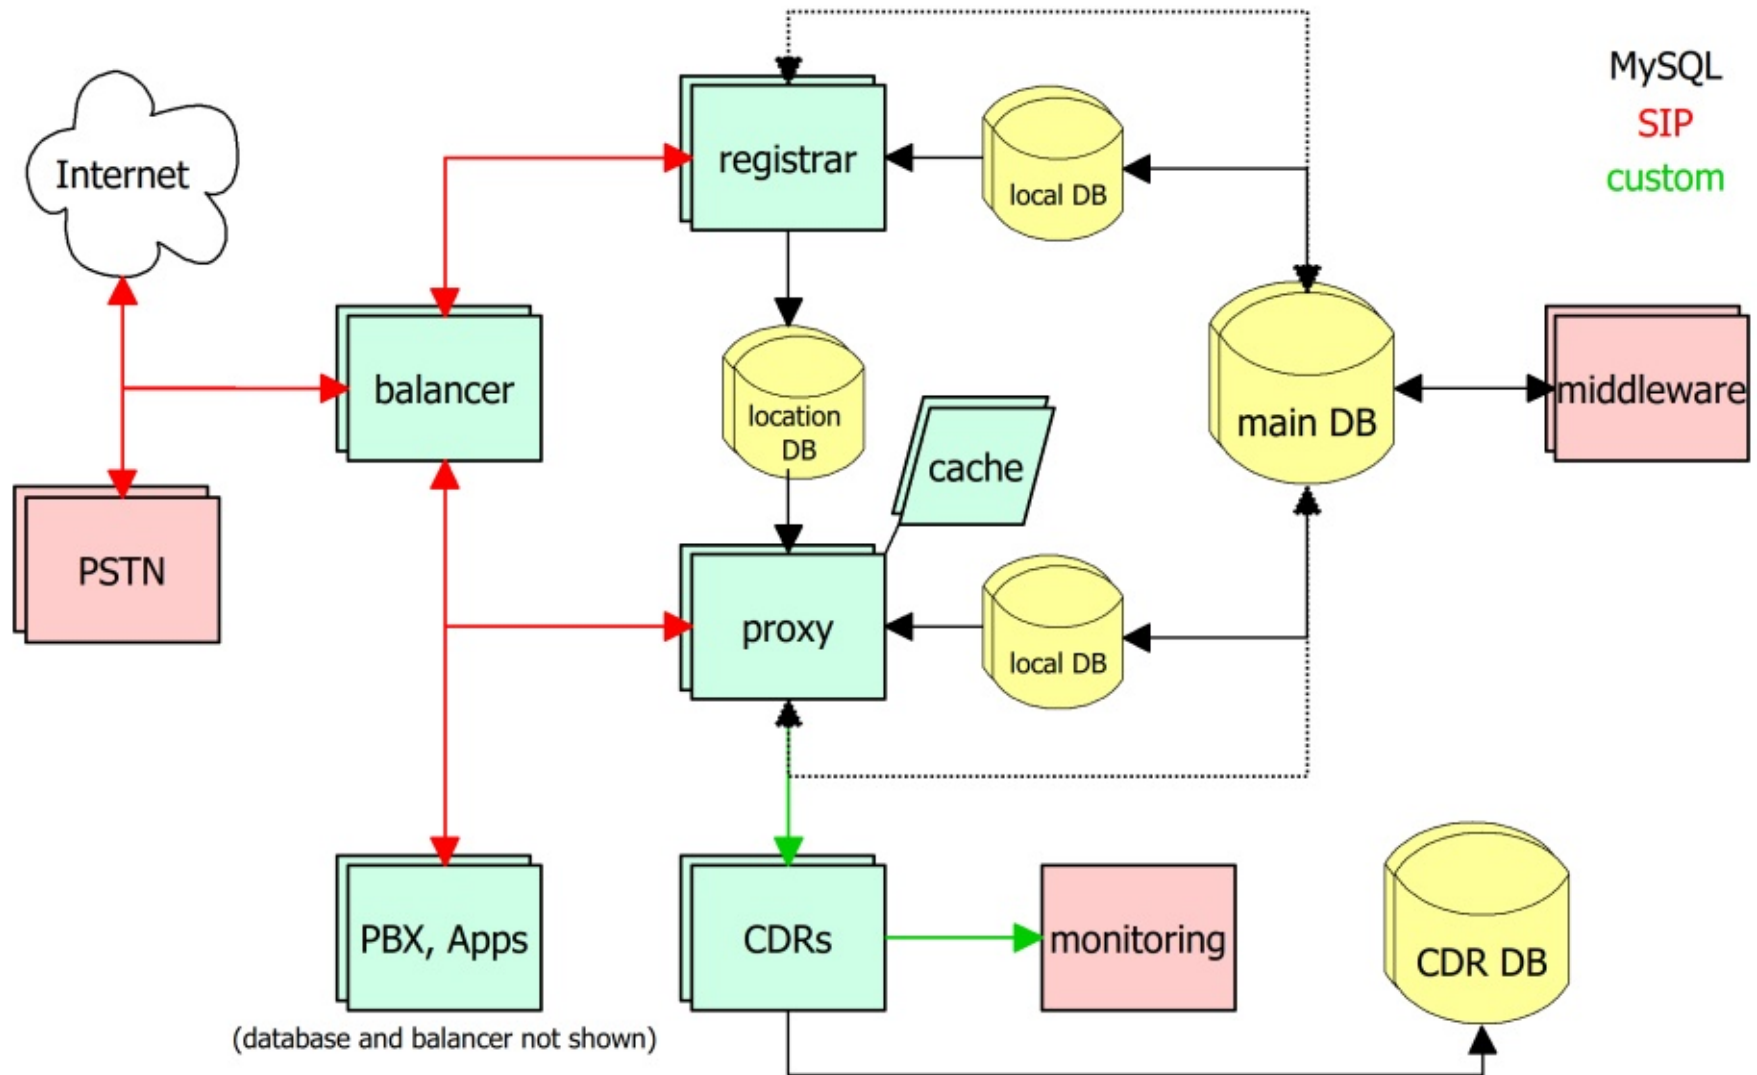 MySQL
SIP
custom
Internet
registrar
local DB
balancer
location
DB
cache
main DB
middleware
PSTN
proxy
local DB
PBX, Apps
CDRs
monitoring
CDR DB
(database and balancer not shown)